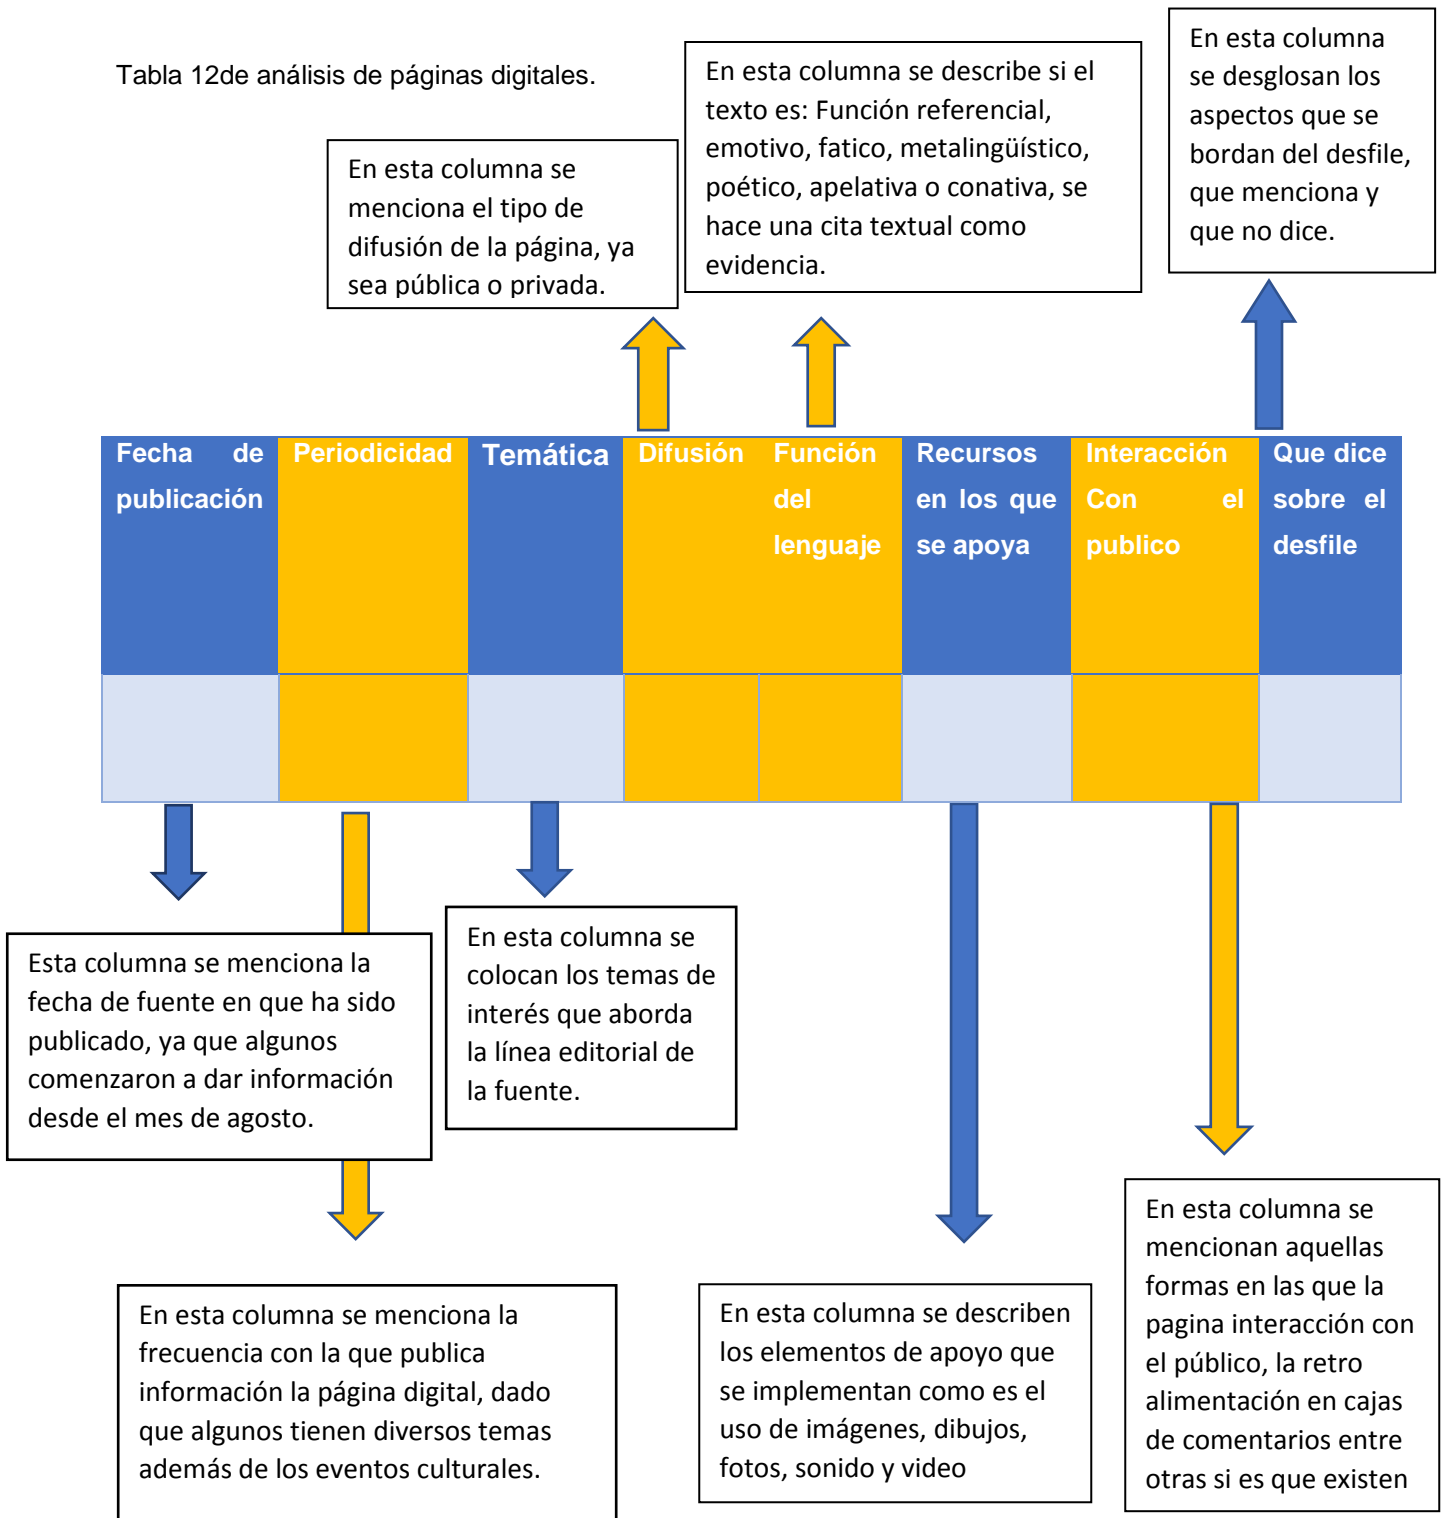 Tabla 12de análisis de páginas digitales.
En esta columna se
menciona el tipo de
difusión de la página, ya
sea pública o privada.
En esta columna se describe si el
texto es: Función referencial,
emotivo, fatico, metalingüístico,
poético, apelativa o conativa, se
hace una cita textual como
evidencia.
En esta columna
se desglosan los
aspectos que se
bordan del desfile,
que menciona y
que no dice.
Fecha de
publicación
Periodicidad
Temática
Difusión
Función
del
lenguaje
Recursos
en los que
se apoya
Interacción
Con el
publico
Que dice
sobre el
desfile
Esta columna se menciona la
fecha de fuente en que ha sido
publicado, ya que algunos
comenzaron a dar información
desde el mes de agosto.
En esta columna se
colocan los temas de
interés que aborda
la línea editorial de
la fuente.
En esta columna se menciona la
frecuencia con la que publica
información la página digital, dado
que algunos tienen diversos temas
además de los eventos culturales.
En esta columna se describen
los elementos de apoyo que
se implementan como es el
uso de imágenes, dibujos,
fotos, sonido y video
En esta columna se
mencionan aquellas
formas en las que la
pagina interacción con
el público, la retro
alimentación en cajas
de comentarios entre
otras si es que existen